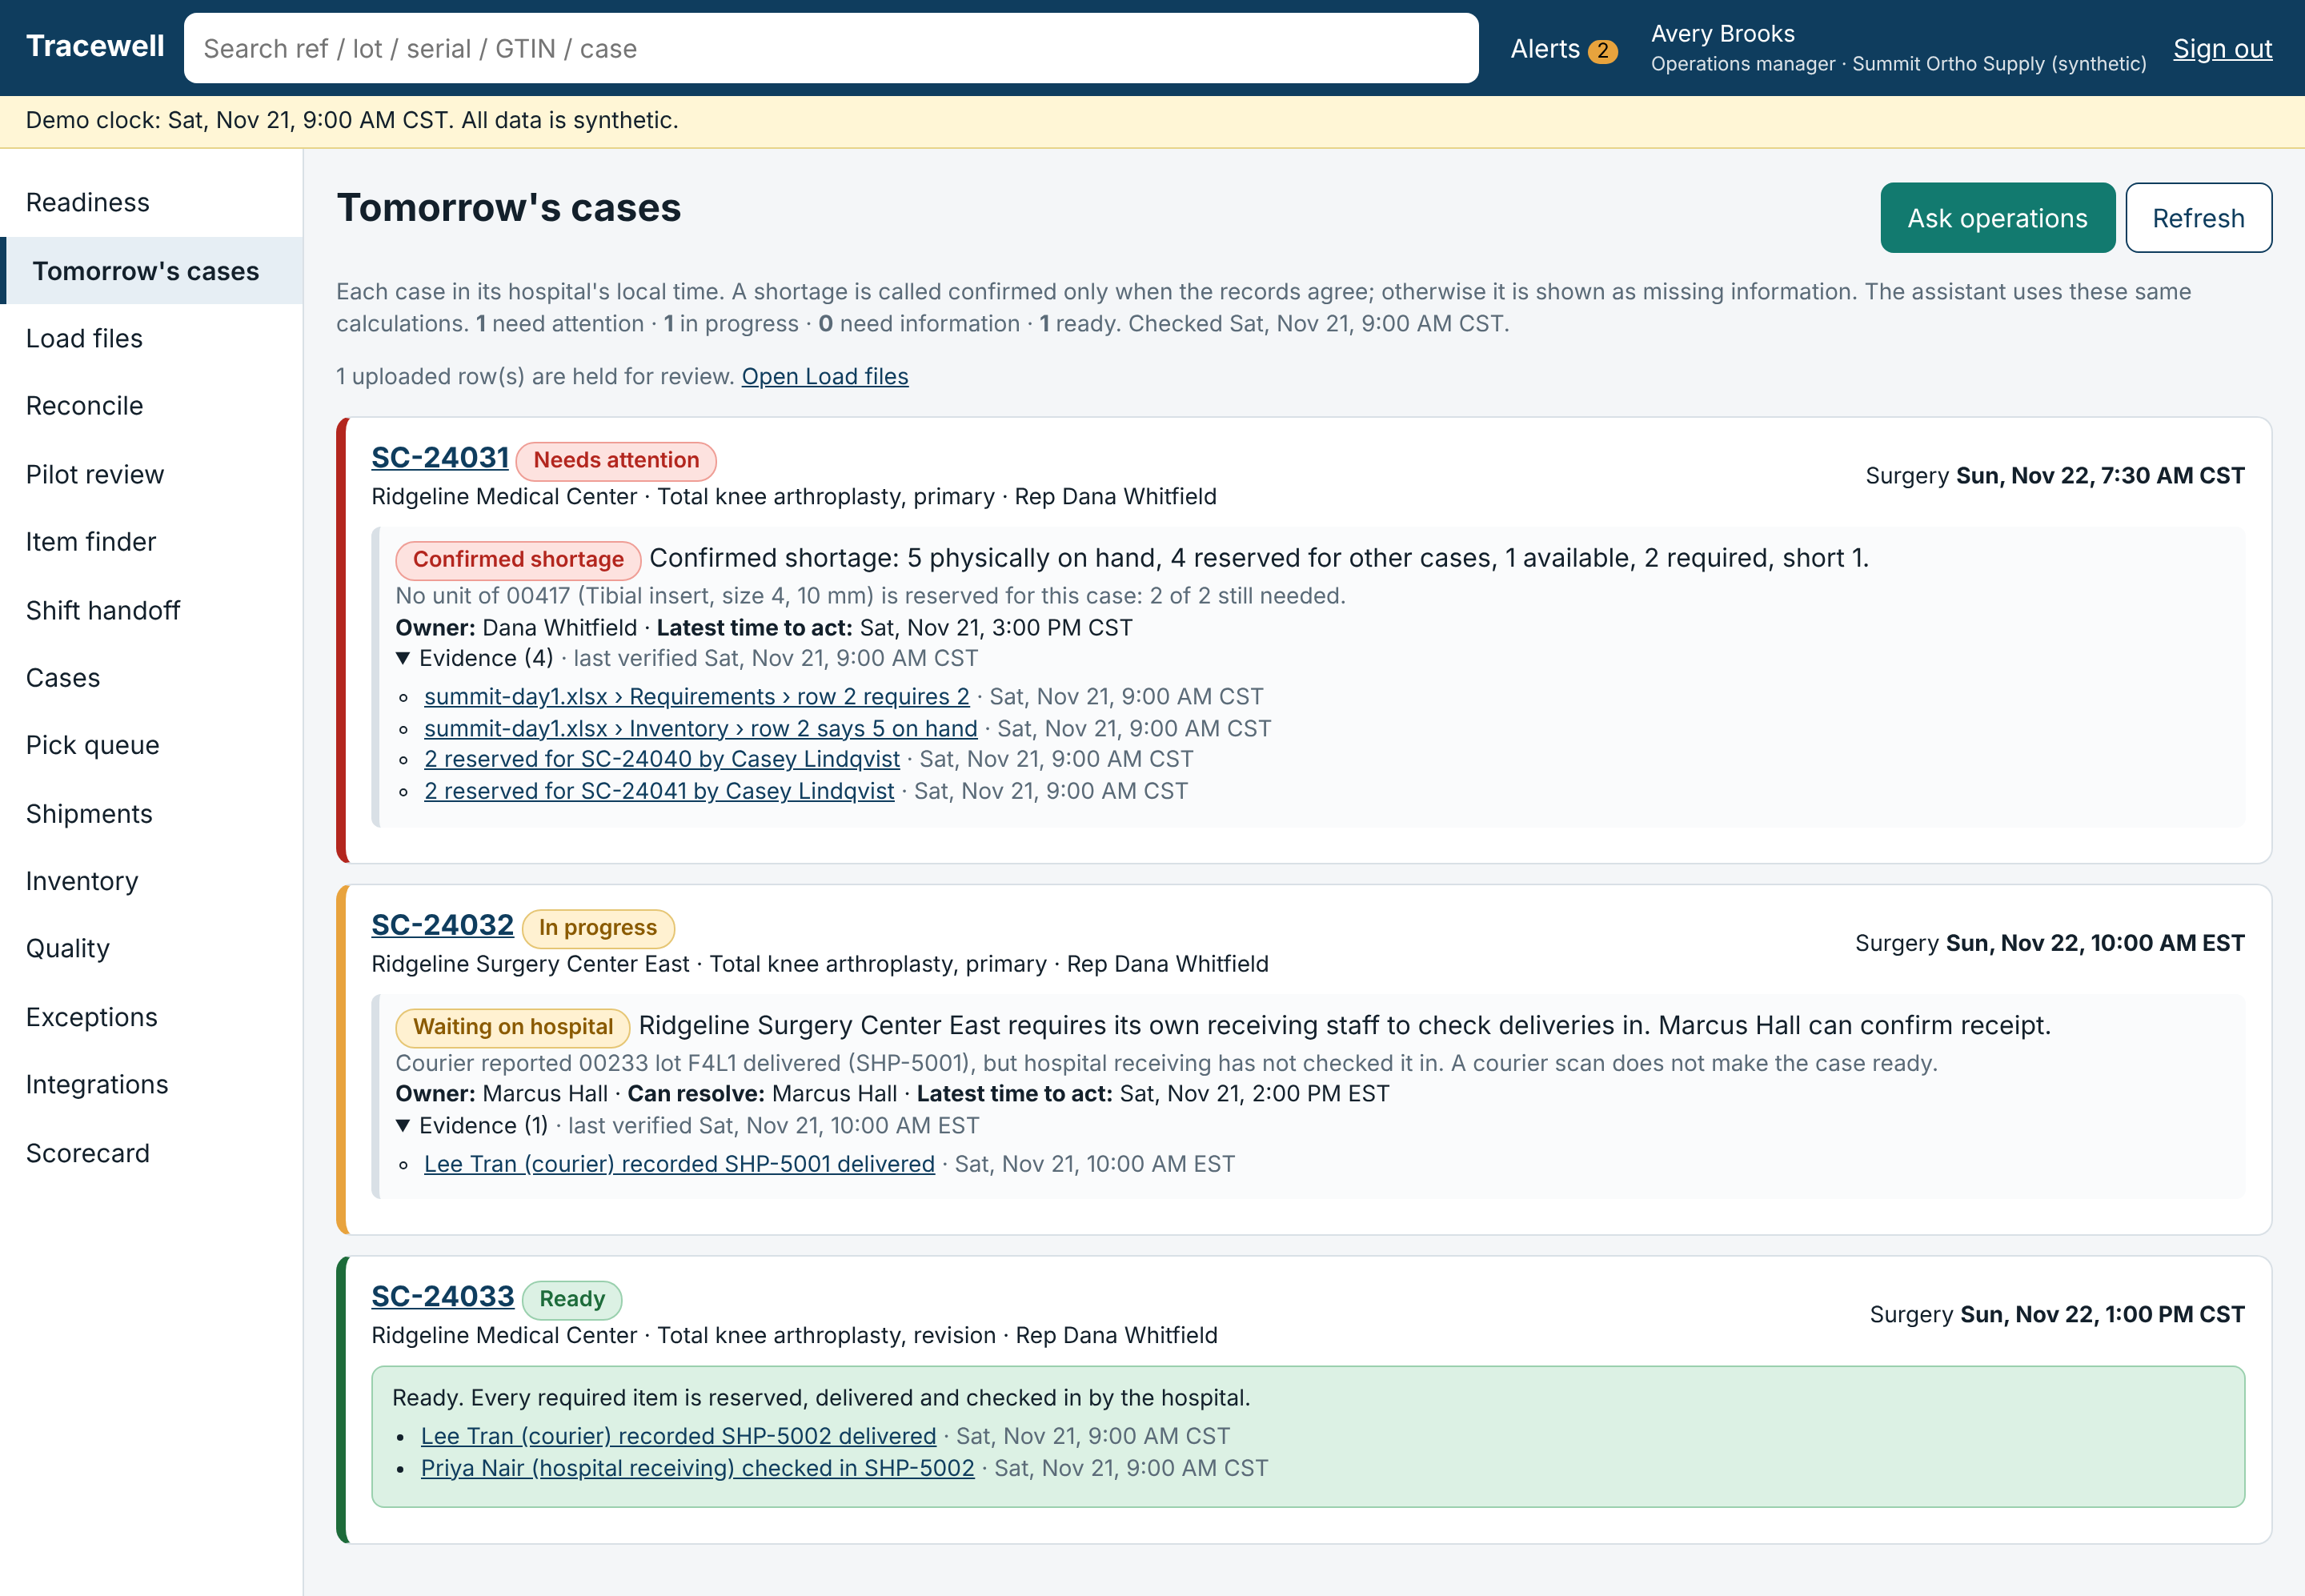 Tracewell
Search ref / lot / serial / GTIN / case
Alerts 2
Avery Brooks
Operations manager · Summit Ortho Supply (synthetic)
Sign out
Demo clock: Sat, Nov 21, 9:00 AM CST. All data is synthetic.
Readiness
Tomorrow's cases
Load files
Reconcile
Pilot review
Item finder
Shift handoff
Cases
Pick queue
Shipments
Inventory
Quality
Exceptions
Integrations
Scorecard
Tomorrow's cases
Ask operations
Refresh
Each case in its hospital's local time. A shortage is called confirmed only when the records agree; otherwise it is shown as missing information. The assistant uses these same
calculations. 1 need attention · 1 in progress · 0 need information · 1 ready. Checked Sat, Nov 21, 9:00 AM CST.
1 uploaded row(s) are held for review. Open Load files
SC-24031 Needs attention
Ridgeline Medical Center · Total knee arthroplasty, primary · Rep Dana Whitfield
Surgery Sun, Nov 22, 7:30 AM CST
Confirmed shortage Confirmed shortage: 5 physically on hand, 4 reserved for other cases, 1 available, 2 required, short 1.
No unit of 00417 (Tibial insert, size 4, 10 mm) is reserved for this case: 2 of 2 still needed.
Owner: Dana Whitfield · Latest time to act: Sat, Nov 21, 3:00 PM CST
▼ Evidence (4) · last verified Sat, Nov 21, 9:00 AM CST
summit-day1.xlsx › Requirements › row 2 requires 2 · Sat, Nov 21, 9:00 AM CST
summit-day1.xlsx › Inventory › row 2 says 5 on hand · Sat, Nov 21, 9:00 AM CST
2 reserved for SC-24040 by Casey Lindqvist · Sat, Nov 21, 9:00 AM CST
2 reserved for SC-24041 by Casey Lindqvist · Sat, Nov 21, 9:00 AM CST
SC-24032 In progress
Ridgeline Surgery Center East · Total knee arthroplasty, primary · Rep Dana Whitfield
Surgery Sun, Nov 22, 10:00 AM EST
Waiting on hospital Ridgeline Surgery Center East requires its own receiving staff to check deliveries in. Marcus Hall can confirm receipt.
Courier reported 00233 lot F4L1 delivered (SHP-5001), but hospital receiving has not checked it in. A courier scan does not make the case ready.
Owner: Marcus Hall · Can resolve: Marcus Hall · Latest time to act: Sat, Nov 21, 2:00 PM EST
▼ Evidence (1) · last verified Sat, Nov 21, 10:00 AM EST
Lee Tran (courier) recorded SHP-5001 delivered · Sat, Nov 21, 10:00 AM EST
SC-24033 Ready
Ridgeline Medical Center · Total knee arthroplasty, revision · Rep Dana Whitfield
Surgery Sun, Nov 22, 1:00 PM CST
Ready. Every required item is reserved, delivered and checked in by the hospital.
Lee Tran (courier) recorded SHP-5002 delivered · Sat, Nov 21, 9:00 AM CST
Priya Nair (hospital receiving) checked in SHP-5002 · Sat, Nov 21, 9:00 AM CST